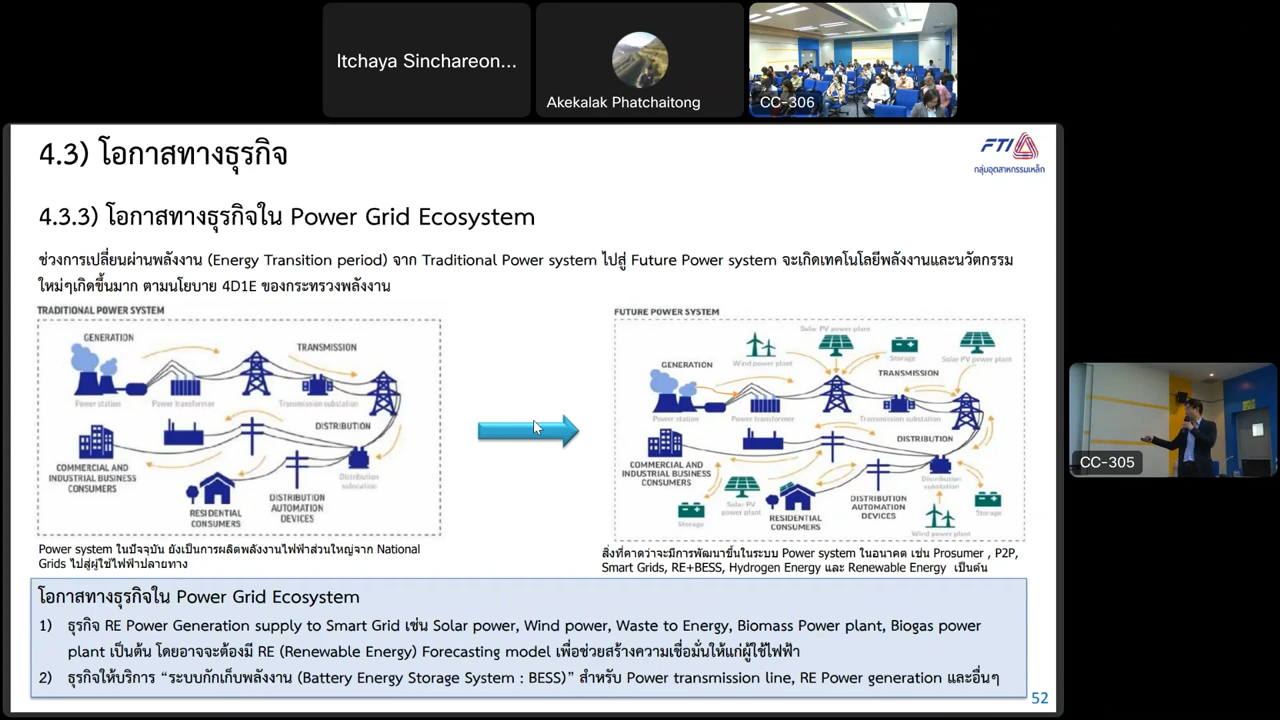 Itchaya Sinchareon...
Akekalak Phatchaitong
CC-306
4.3) โอกาสทางธุรกิจ
FTI
กลุ่มอุตสาหกรรมเหล็ก
4.3.3) โอกาสทางธุรกิจใน Power Grid Ecosystem
ช่วงการเปลี่ยนผ่านพลังงาน (Energy Transition period) จาก Traditional Power system ไปสู่ Future Power system จะเกิดเทคโนโลยีพลังงานและนวัตกรรม
ใหม่ๆเกิดขึ้นมาก ตามนโยบาย 4D1E ของกระทรวงพลังงาน
TRADITIONAL POWER SYSTEM
GENERATION
TRANSMISSION
Power station
Power transformer
Transmission substation
DISTRIBUTION
COMMERCIAL AND
INDUSTRIAL BUSINESS
CONSUMERS
Distribution
substation
RESIDENTIAL
CONSUMERS
DISTRIBUTION
AUTOMATION
DEVICES
Power system ในปัจจุบัน ยังเป็นการผลิตพลังงานไฟฟ้าส่วนใหญ่จาก National
Grids ไปสู่ผู้ใช้ไฟฟ้าปลายทาง
FUTURE POWER SYSTEM
Solar PV power plant
Wind power plant
Storage
Solar PV power plant
GENERATION
TRANSMISSION
Power station
Power transformer
Transmission substation
DISTRIBUTION
COMMERCIAL AND
INDUSTRIAL BUSINESS
CONSUMERS
Distribution
substation
Storage
Solar PV
power plant
RESIDENTIAL
CONSUMERS
DISTRIBUTION
AUTOMATION
DEVICES
Storage
Wind power plant
สิ่งที่คาดว่าจะมีการพัฒนาขึ้นในระบบ Power system ในอนาคต เช่น Prosumer , P2P,
Smart Grids, RE+BESS, Hydrogen Energy และ Renewable Energy เป็นต้น
CC-305
โอกาสทางธุรกิจใน Power Grid Ecosystem
1) ธุรกิจ RE Power Generation supply to Smart Grid เช่น Solar power, Wind power, Waste to Energy, Biomass Power plant, Biogas power
plant เป็นต้น โดยอาจจะต้องมี RE (Renewable Energy) Forecasting model เพื่อช่วยสร้างความเชื่อมั่นให้แก่ผู้ใช้ไฟฟ้า
2) ธุรกิจให้บริการ “ระบบกักเก็บพลังงาน (Battery Energy Storage System : BESS)” สำหรับ Power transmission line, RE Power generation และอื่นๆ
52